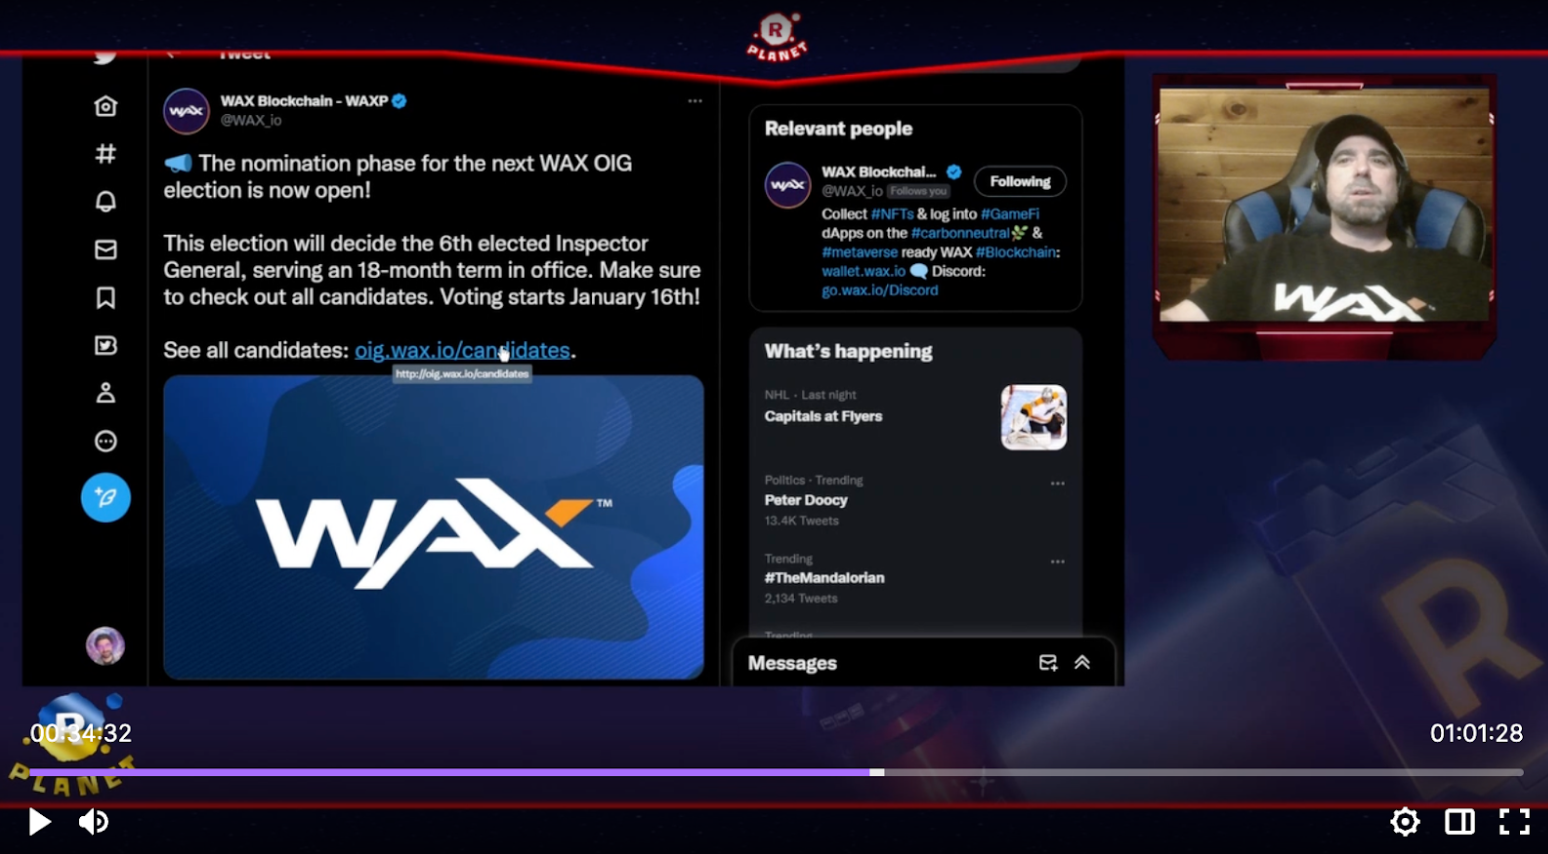 R
PLANET
Tweet
WAX Blockchain - WAXP
@WAX_io
The nomination phase for the next WAX OIG
election is now open!
This election will decide the 6th elected Inspector
General, serving an 18-month term in office. Make sure
to check out all candidates. Voting starts January 16th!
See all candidates: oig.wax.io/candidates.
http://oig.wax.io/candidates
WAX™
Relevant people
WAX Blockchai...
@WAX_io Follows you
Following
Collect #NFTs & log into #GameFi
dApps on the #carbonneutral &
#metaverse ready WAX #Blockchain:
wallet.wax.io Discord:
go.wax.io/Discord
What's happening
NHL · Last night
Capitals at Flyers
Politics · Trending
Peter Doocy
13.4K Tweets
Trending
#TheMandalorian
2,134 Tweets
Trending
Messages
WAX
R
R
PLANET
00:34:32
01:01:28